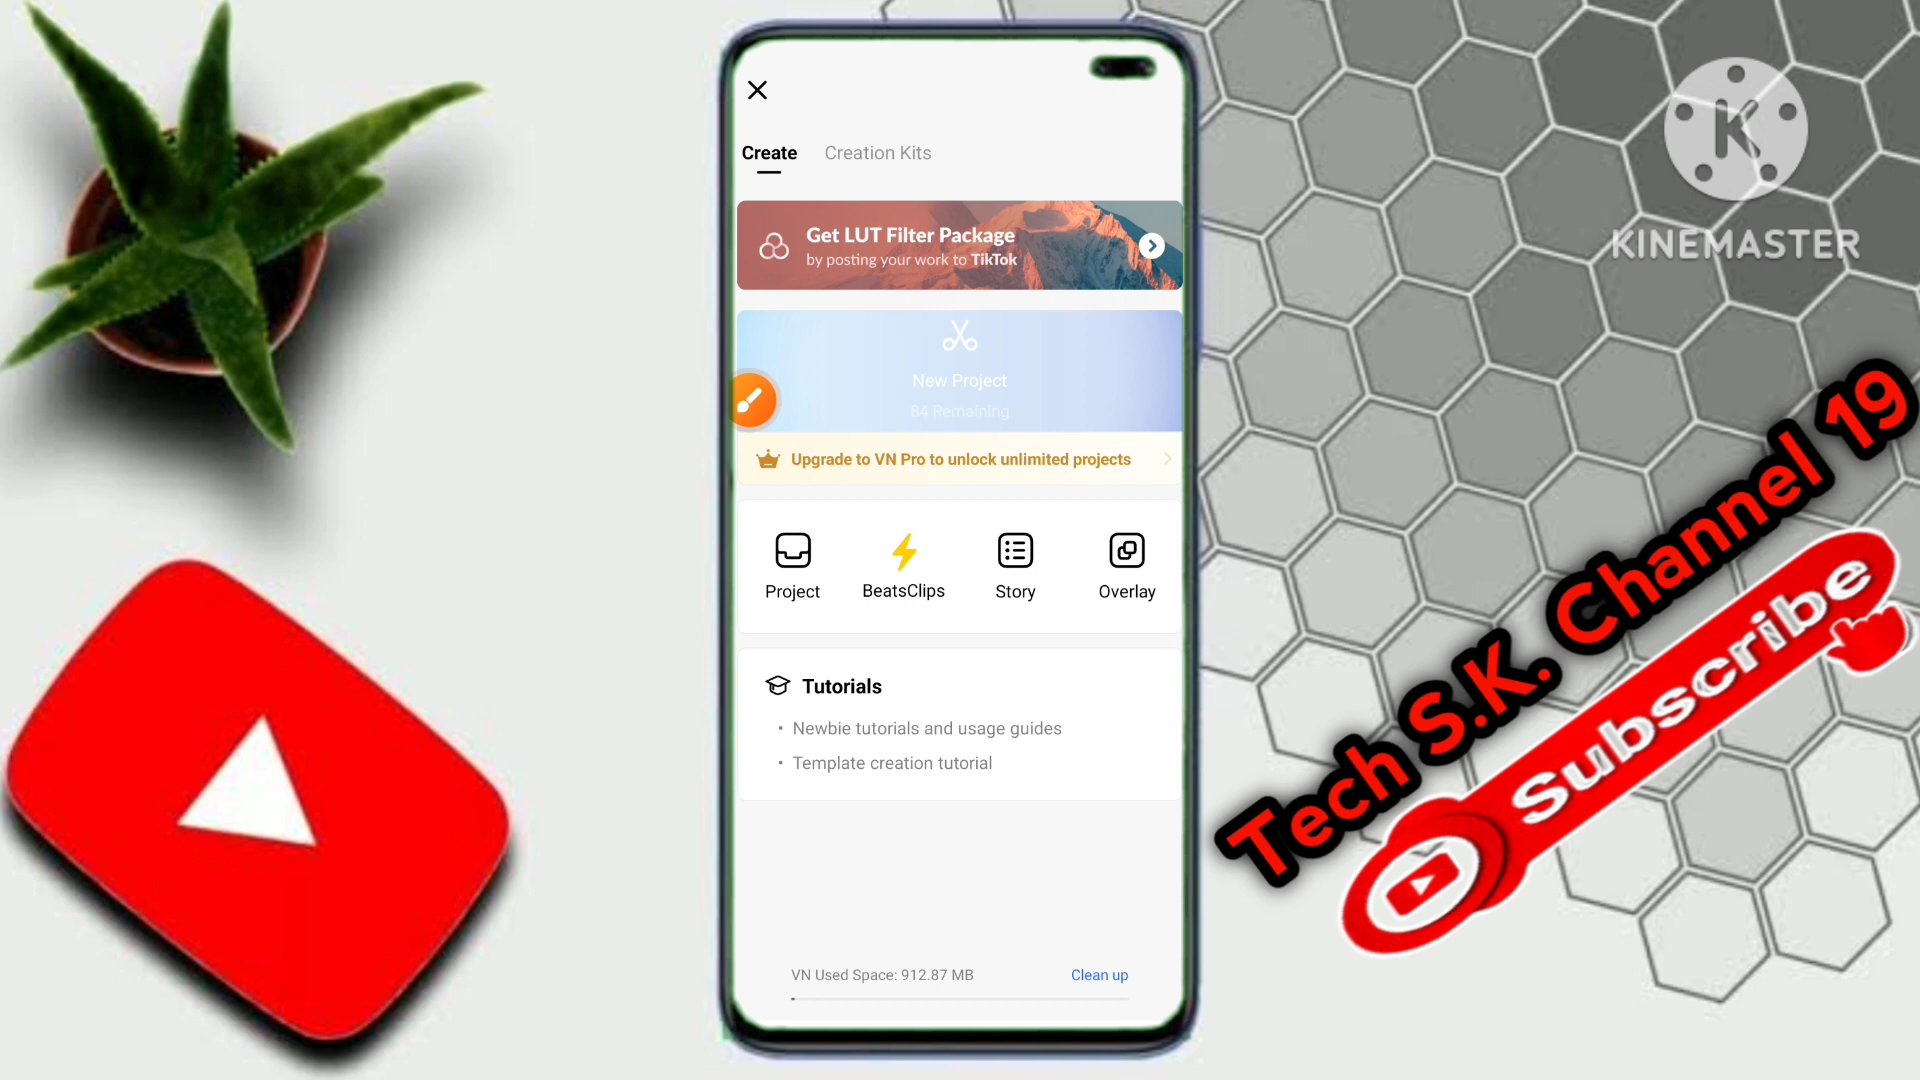 Create
Creation Kits
Get LUT Filter Package
by posting your work to TikTok
New Project
84 Remaining
Upgrade to VN Pro to unlock unlimited projects
Project
BeatsClips
Story
Overlay
Tutorials
• Newbie tutorials and usage guides
• Template creation tutorial
VN Used Space: 912.87 MB
Clean up
K
KINEMASTER
Tech S.K. Channel 19
Subscribe